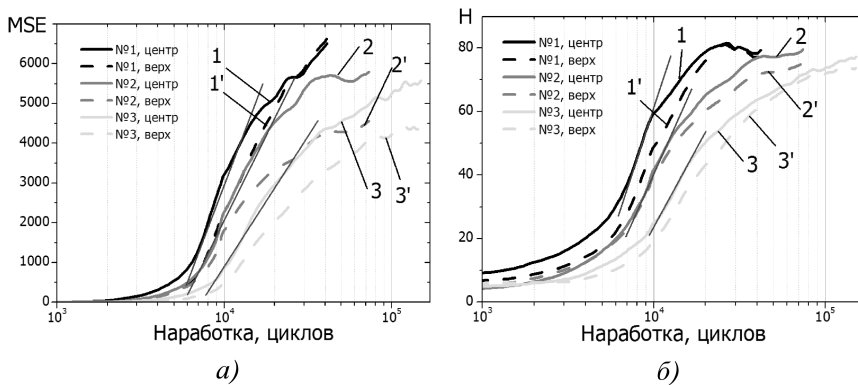 MSE
№1, центр
№1, верх
№2, центр
№2, верх
№3, центр
№3, верх
1
1'
2
2'
3
3'
6000
5000
4000
3000
2000
1000
0
10³
10⁴
10⁵
Наработка, циклов
а)
H
№1, центр
№1, верх
№2, центр
№2, верх
№3, центр
№3, верх
1
1'
2
2'
3
3'
80
60
40
20
0
10³
10⁴
10⁵
Наработка, циклов
б)